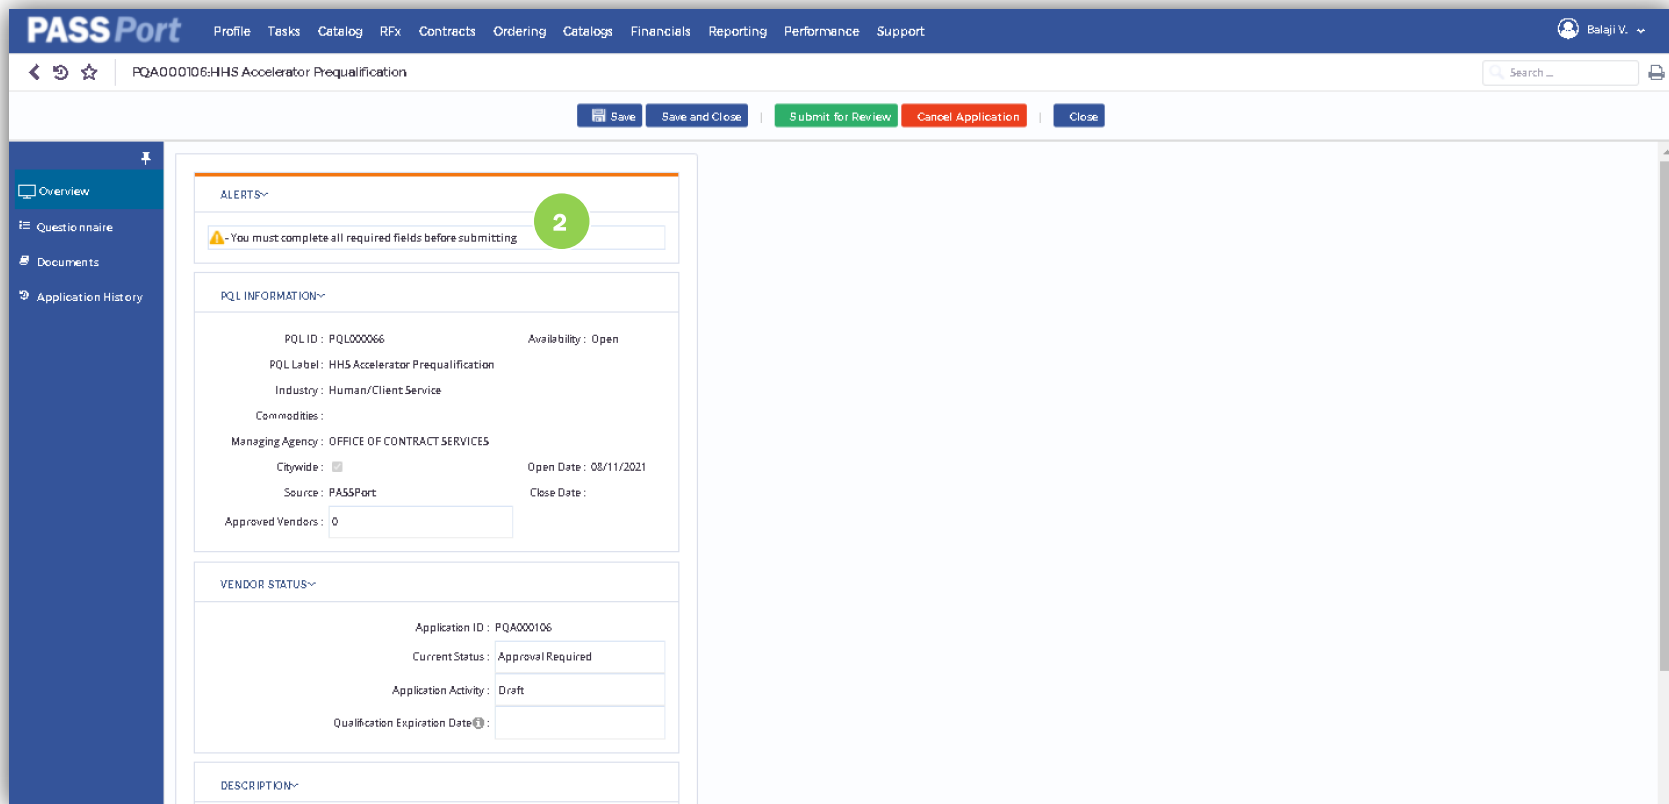 PASSPort Profile Tasks Catalog RFx Contracts Ordering Catalogs Financials Reporting Performance Support Balaji V.
PQA000106:HHS Accelerator Prequalification Search ...
Save Save and Close | Submit for Review Cancel Application | Close
Overview
Questionnaire
Documents
Application History
ALERTS
2
- You must complete all required fields before submitting
PQL INFORMATION
PQL ID : PQL000066 Availability : Open
PQL Label : HHS Accelerator Prequalification
Industry : Human/Client Service
Commodities :
Managing Agency : OFFICE OF CONTRACT SERVICES
Citywide : Open Date : 08/11/2021
Source : PASSPort Close Date :
Approved Vendors : 0
VENDOR STATUS
Application ID : PQA000106
Current Status : Approval Required
Application Activity : Draft
Qualification Expiration Date :
DESCRIPTION